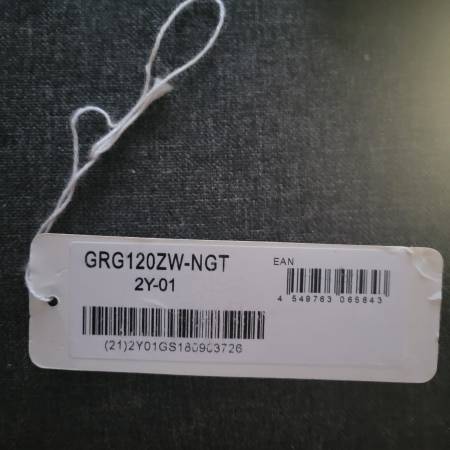 GRG120ZW-NGT
2Y-01
(21)2Y01GS180903726
EAN
4 549763 065843